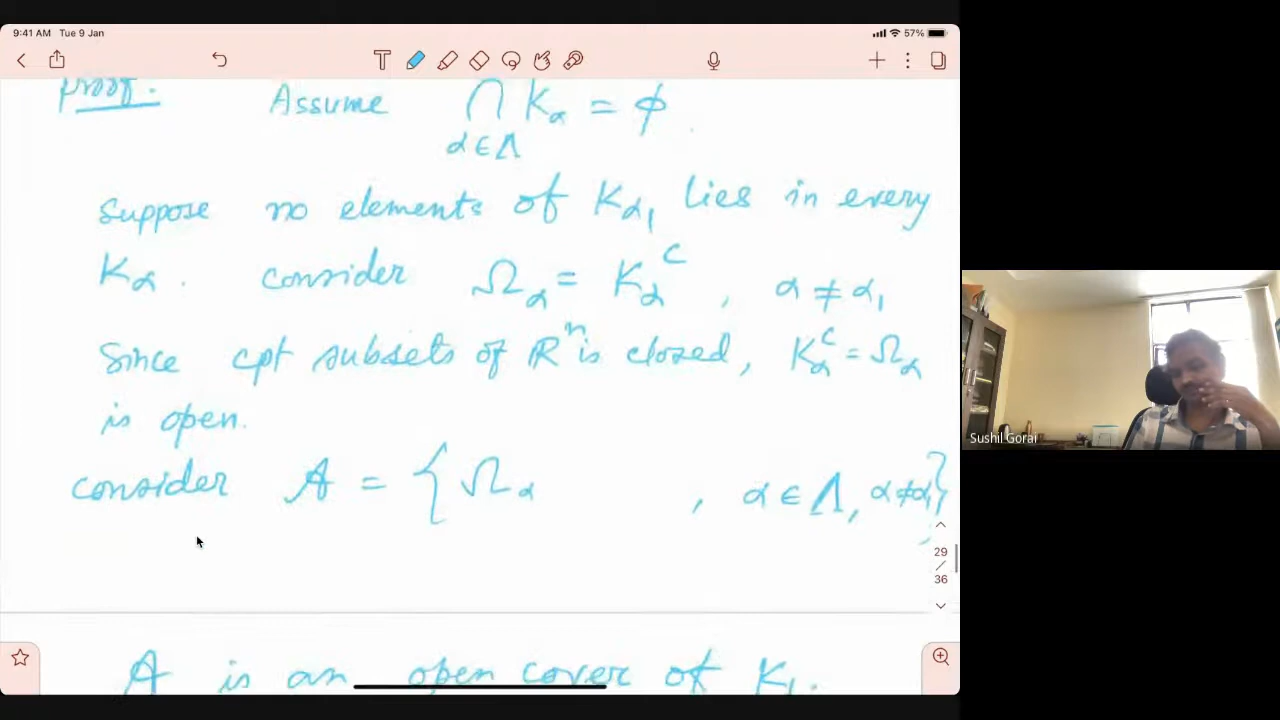 9:41 AM Tue 9 Jan
57%
Proof. Assume ⋂ K_α = ϕ
α ∈ Λ
Suppose no elements of K_α₁ lies in every
K_α. Consider Ω_α = K_α^c, α ≠ α₁
Since cpt subsets of ℝⁿ is closed, K_α^c = Ω_α
is open.
Consider 𝒜 = { Ω_α , α ∈ Λ, α ≠ α₁ }
29
/
36
𝒜 is an open cover of K₁.
Sushil Gorai